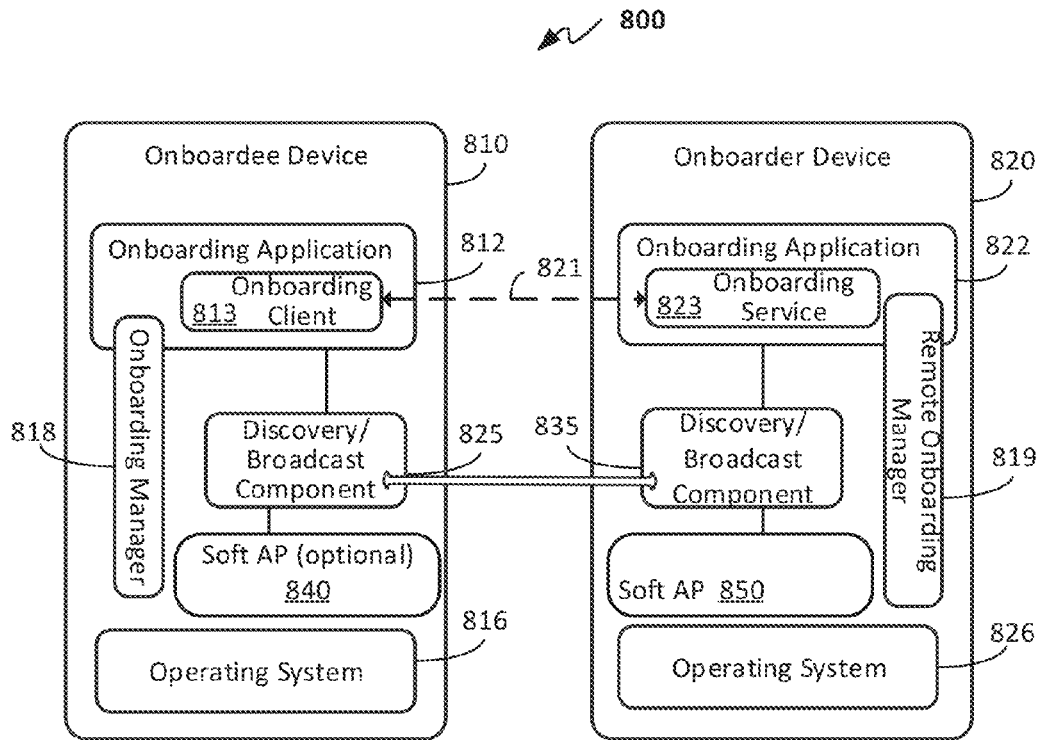 800
Onboardee Device
810
Onboarding Application
812
Onboarding
813
Client
821
Onboarder Device
820
Onboarding Application
822
Onboarding
823
Service
Onboarding Manager
818
Discovery/
Broadcast
Component
825
835
Discovery/
Broadcast
Component
Remote Onboarding
Manager
819
Soft AP (optional)
840
Soft AP 850
816
Operating System
826
Operating System